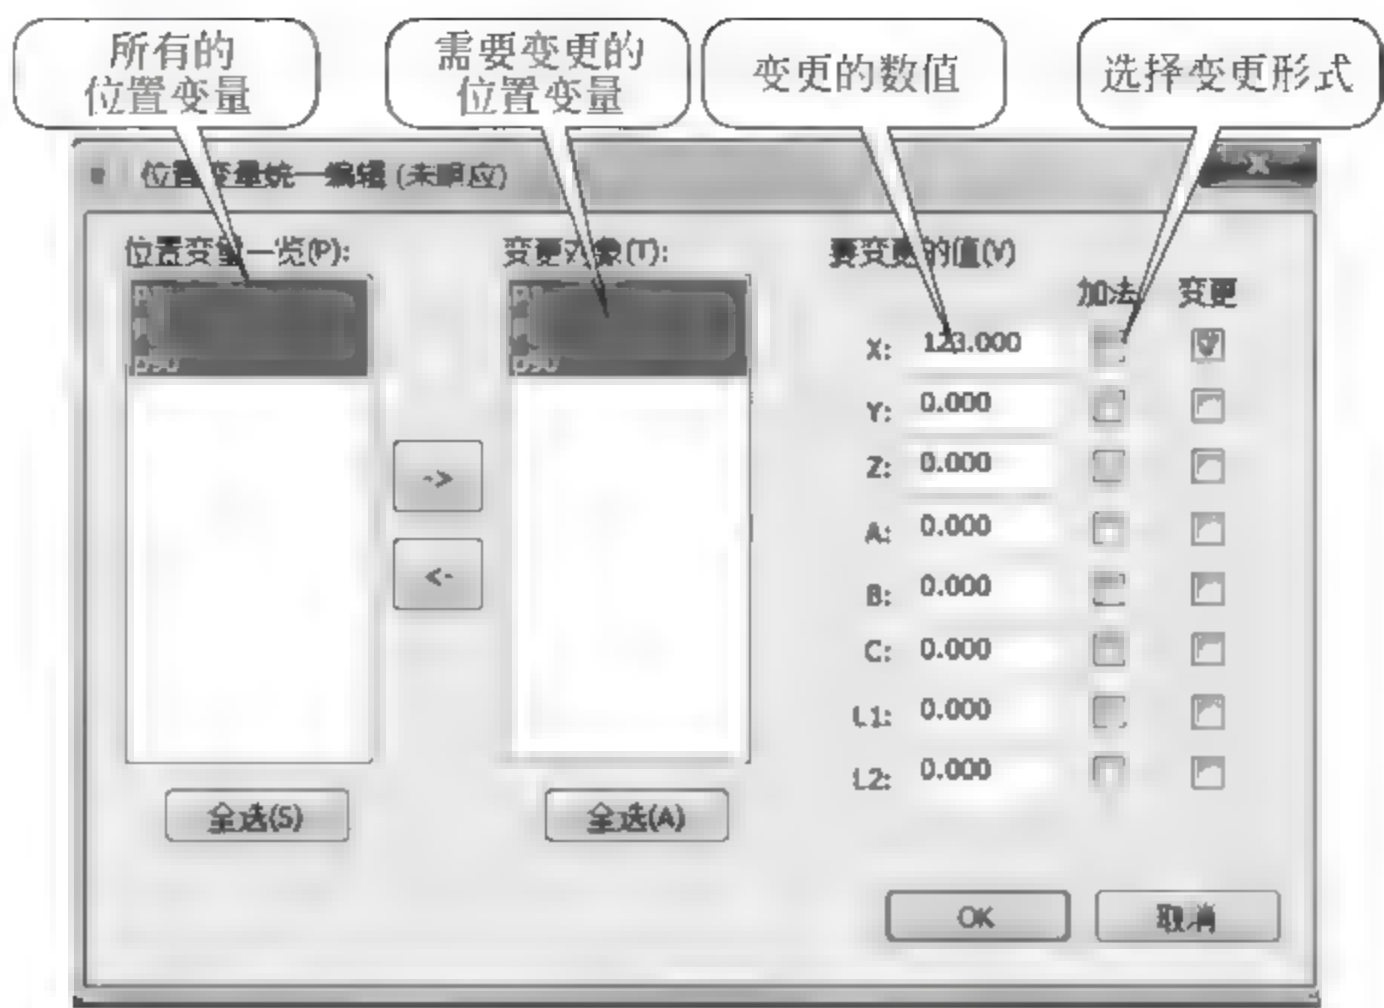 所有的
位置变量
需要变更的
位置变量
变更的数值
选择变更形式
位置变量统一编辑 (未响应)
位置变量一览(P):
变更对象(T):
要变更的值(V)
加法 变更
X: 123.000
Y: 0.000
Z: 0.000
A: 0.000
B: 0.000
C: 0.000
L1: 0.000
L2: 0.000
->
<-
全选(S)
全选(A)
OK
取消